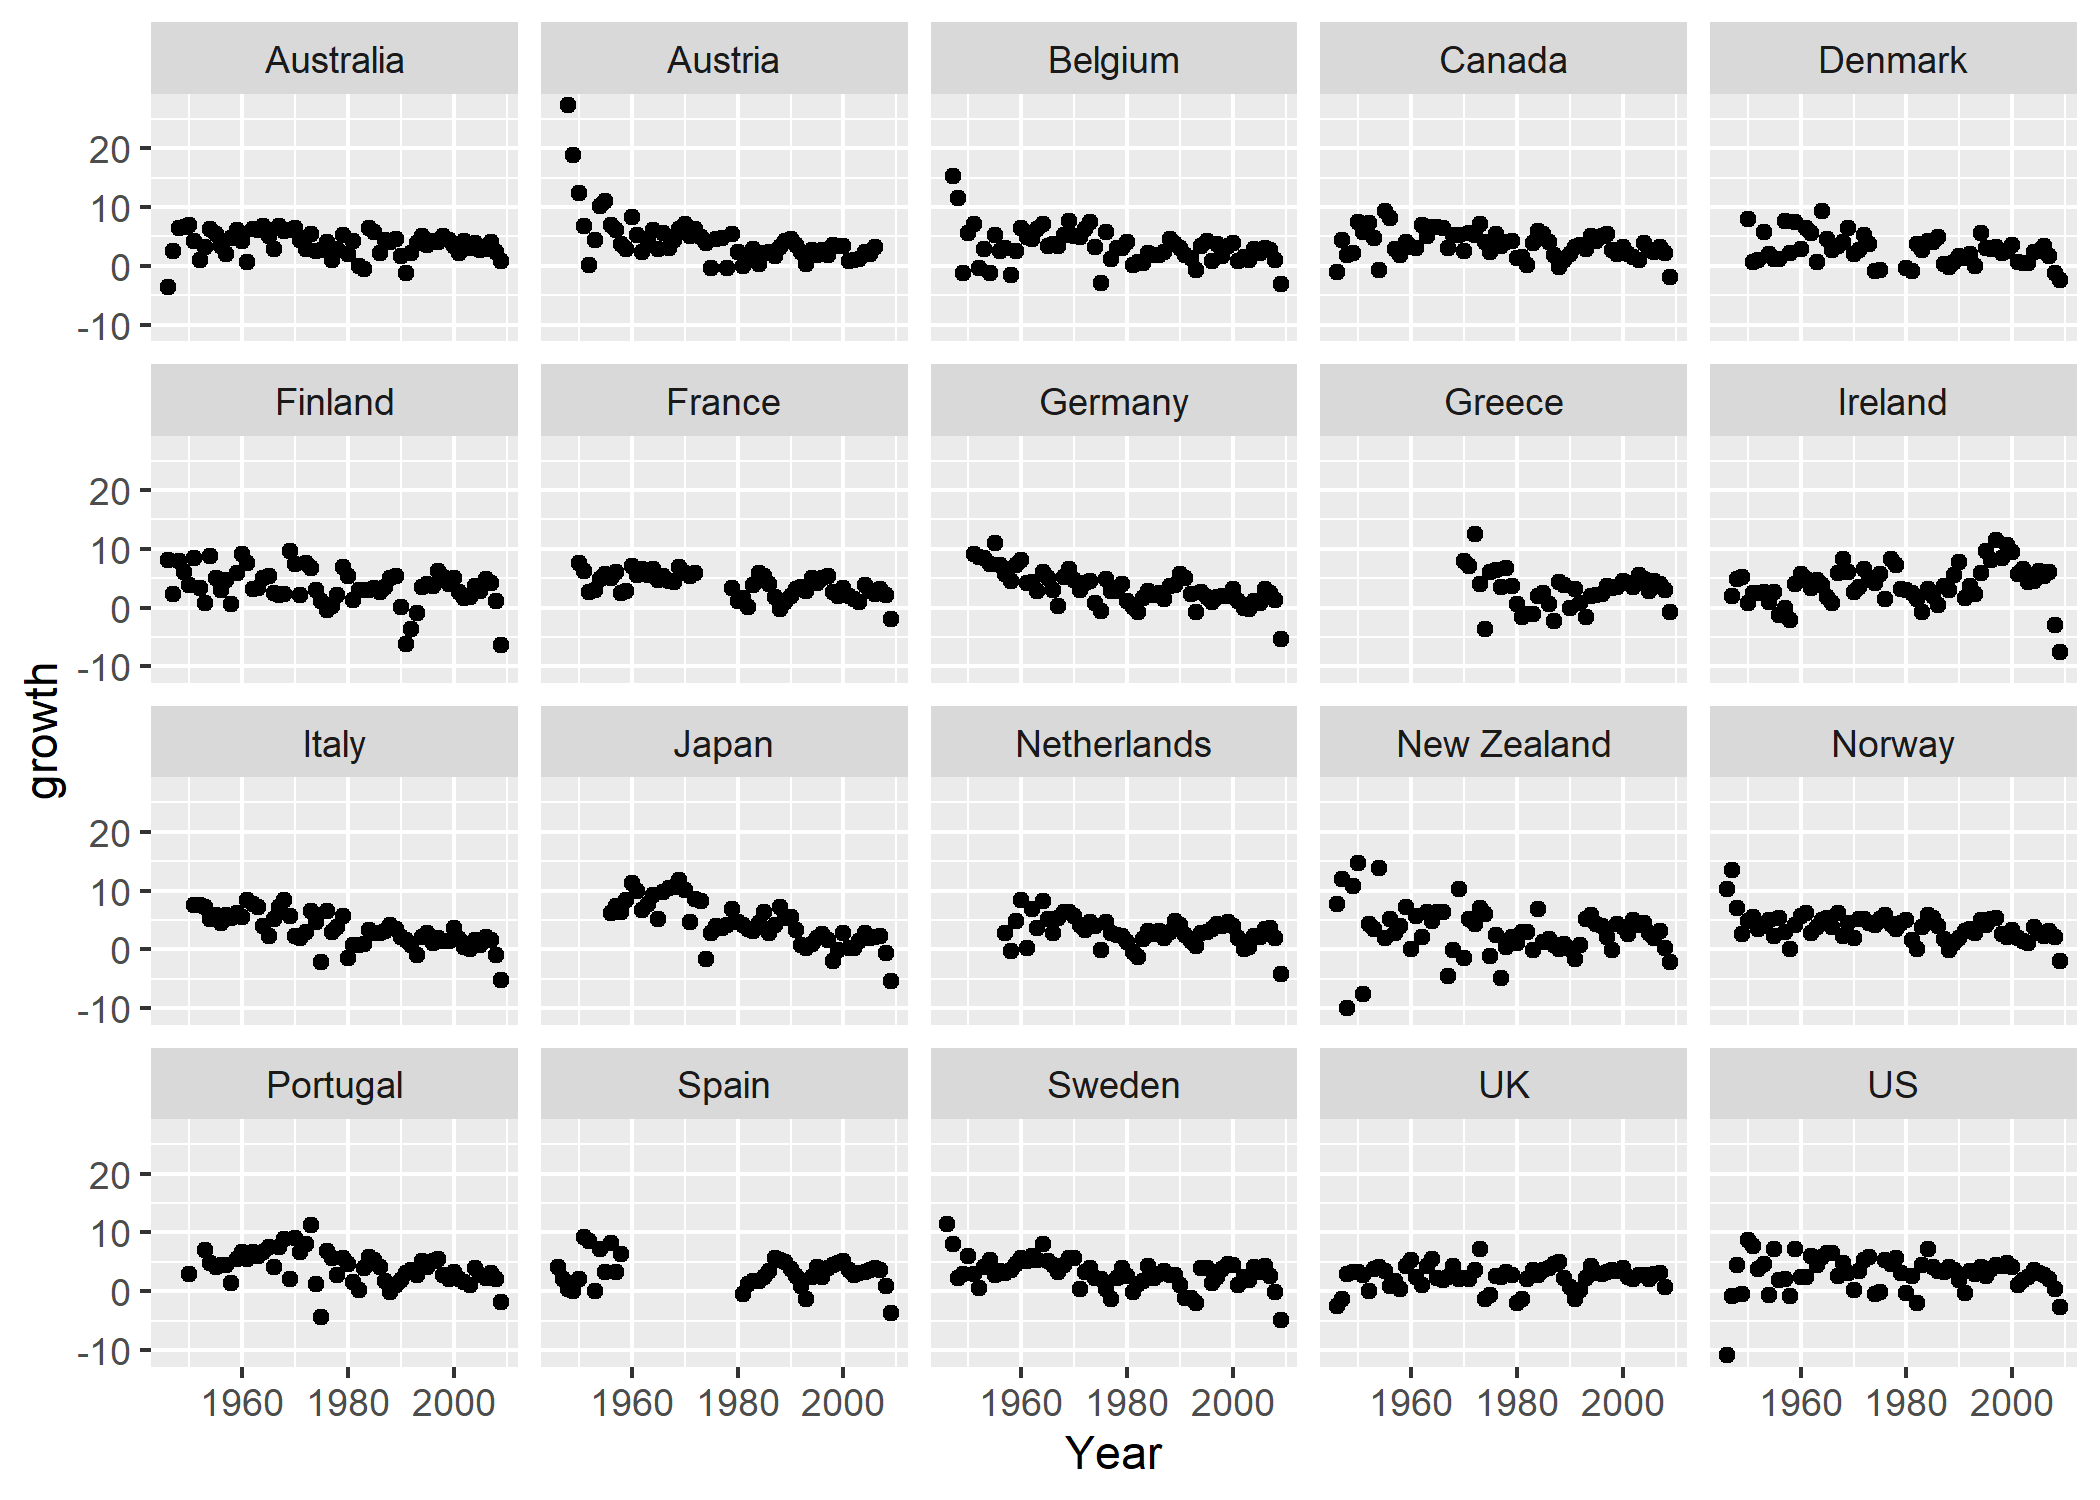 Australia Austria Belgium Canada Denmark
20
10
0
-10
Finland France Germany Greece Ireland
20
10
0
-10
growth
Italy Japan Netherlands New Zealand Norway
20
10
0
-10
Portugal Spain Sweden UK US
20
10
0
-10
1960 1980 2000 1960 1980 2000 1960 1980 2000 1960 1980 2000 1960 1980 2000
Year